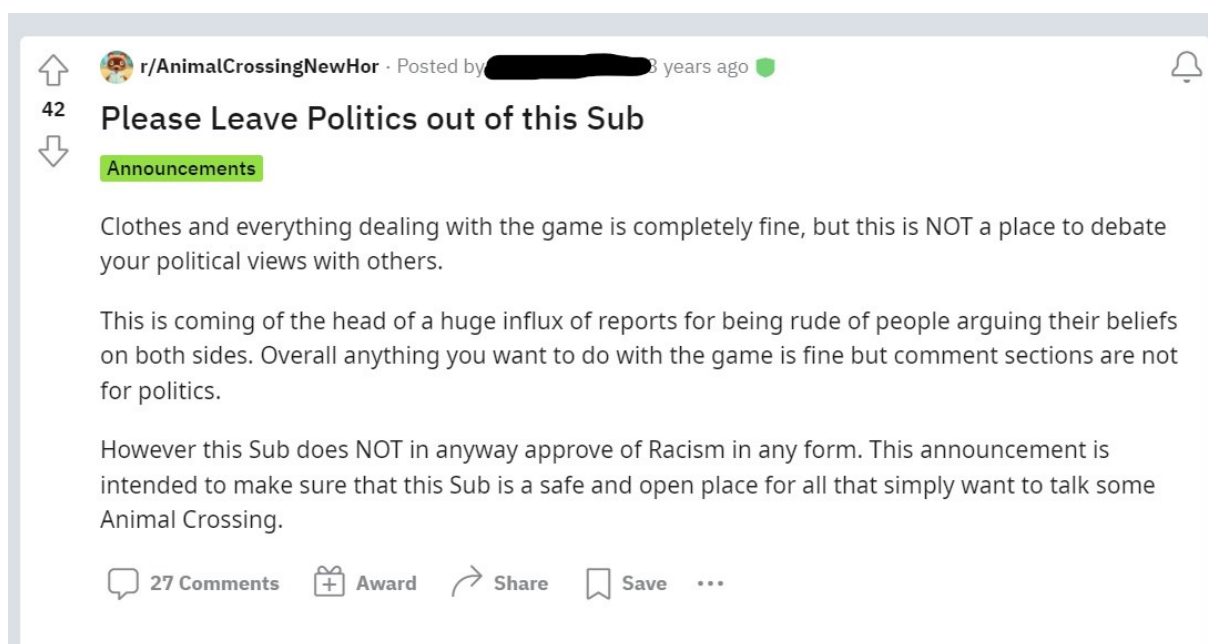 r/AnimalCrossingNewHor · Posted by 3 years ago
42
Please Leave Politics out of this Sub
Announcements
Clothes and everything dealing with the game is completely fine, but this is NOT a place to debate
your political views with others.
This is coming of the head of a huge influx of reports for being rude of people arguing their beliefs
on both sides. Overall anything you want to do with the game is fine but comment sections are not
for politics.
However this Sub does NOT in anyway approve of Racism in any form. This announcement is
intended to make sure that this Sub is a safe and open place for all that simply want to talk some
Animal Crossing.
27 Comments Award Share Save ···